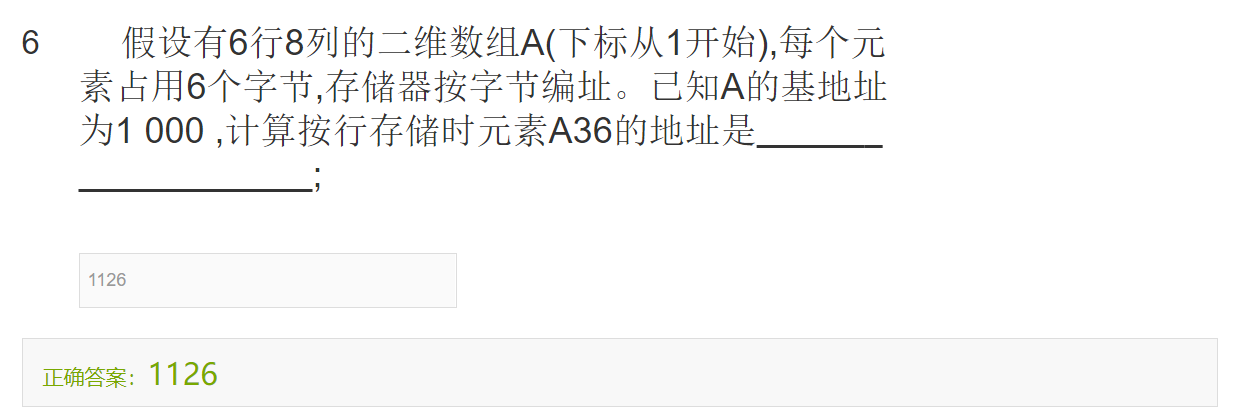 6 假设有6行8列的二维数组A(下标从1开始),每个元
素占用6个字节,存储器按字节编址。已知A的基地址
为1 000 ,计算按行存储时元素A36的地址是______
___________;
1126
正确答案：1126